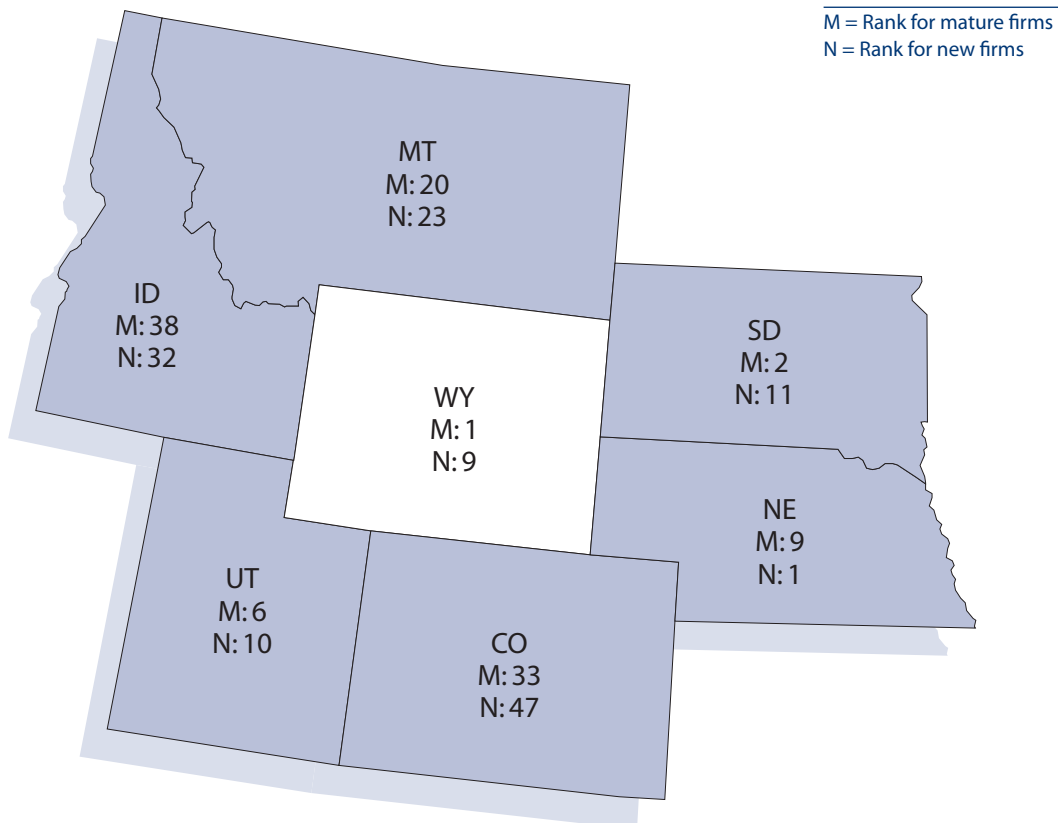 M = Rank for mature firms
N = Rank for new firms
MT
M: 20
N: 23
ID
M: 38
N: 32
SD
M: 2
N: 11
WY
M: 1
N: 9
NE
M: 9
N: 1
UT
M: 6
N: 10
CO
M: 33
N: 47